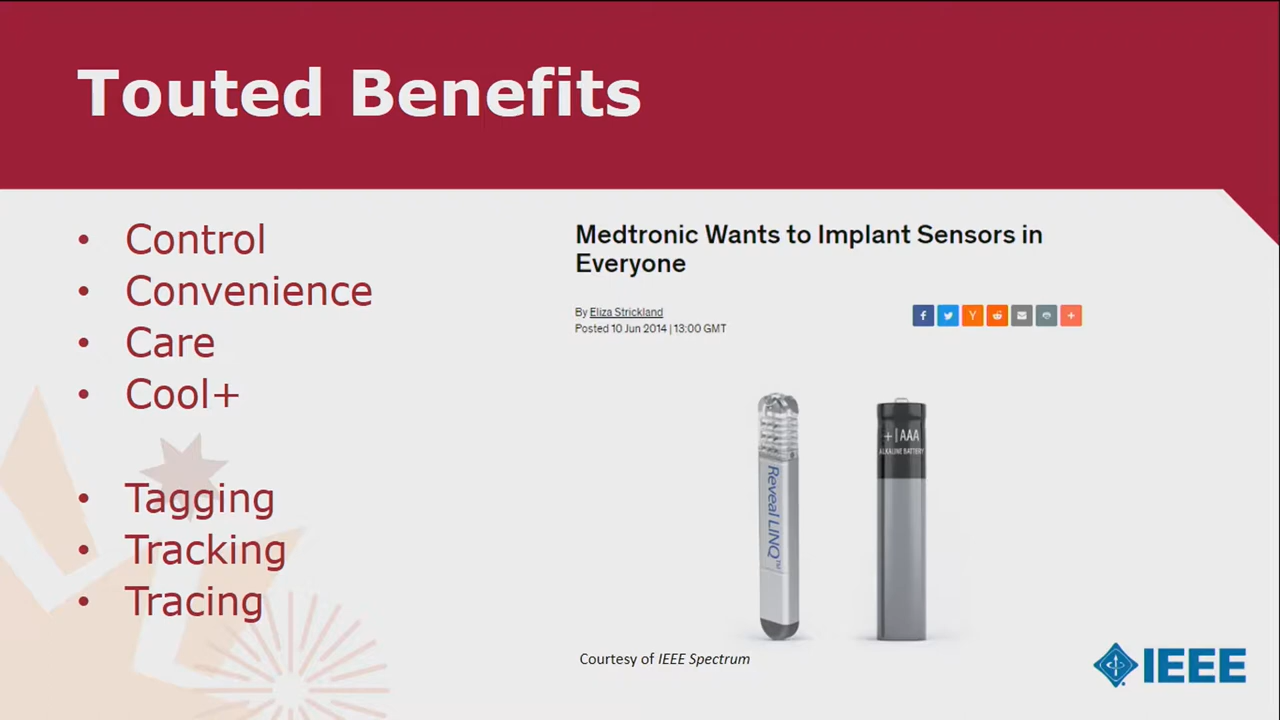 Touted Benefits
• Control
• Convenience
• Care
• Cool+
• Tagging
• Tracking
• Tracing
Medtronic Wants to Implant Sensors in
Everyone
By Eliza Strickland
Posted 10 Jun 2014 | 13:00 GMT
Reveal LINQ™
+ | AAA
ALKALINE BATTERY
Courtesy of IEEE Spectrum
IEEE